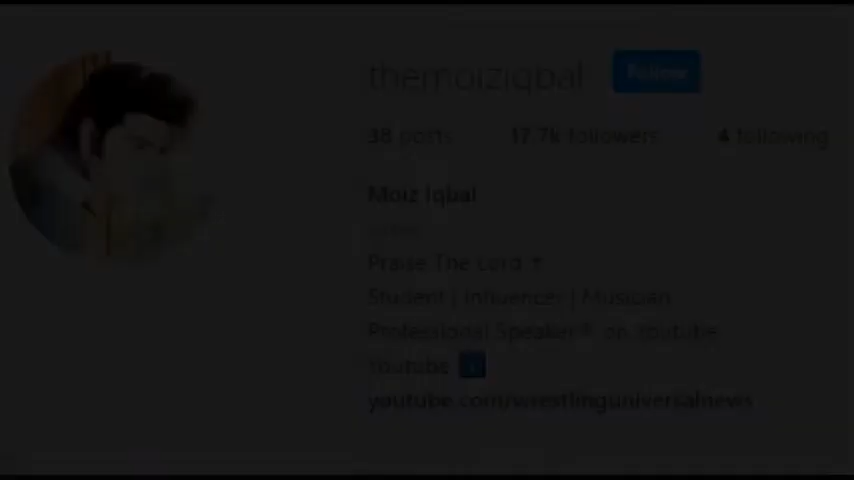 themoiziqbal Follow
38 posts 17.7k followers 4 following
Moiz Iqbal
Praise The Lord
Student | Influencer | Musician
Professional Speaker on Youtube
Youtube
youtube.com/wrestlinguniversalnews